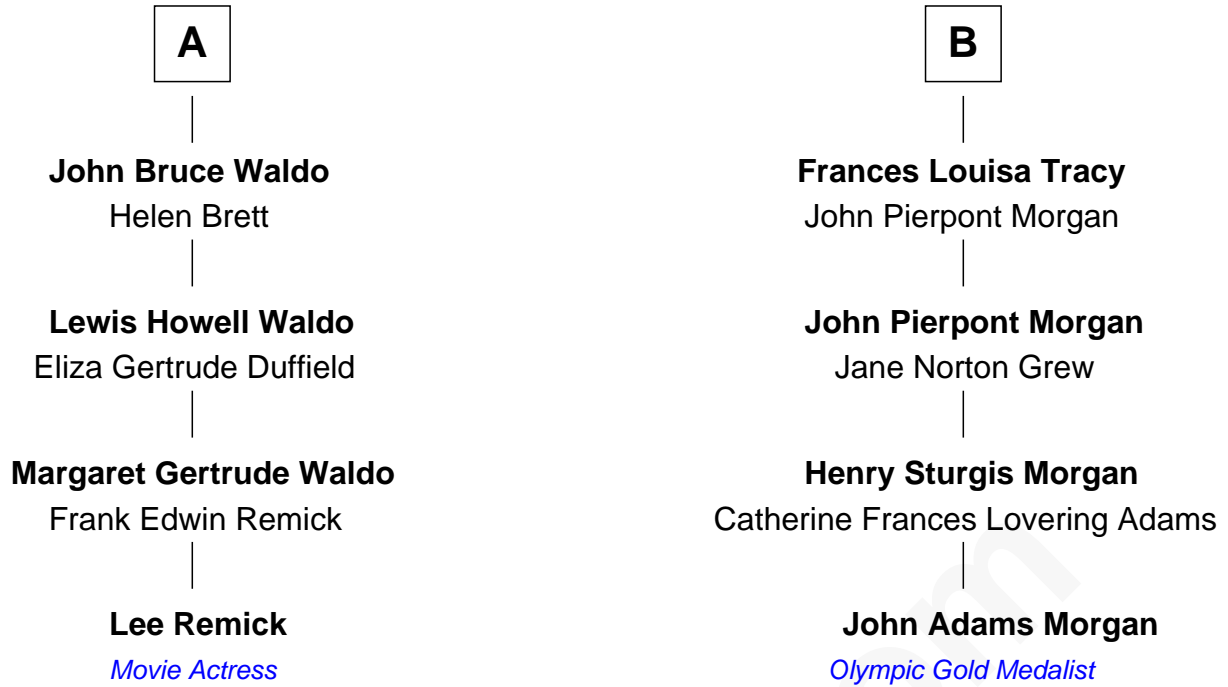 A
John Bruce Waldo
Helen Brett
Lewis Howell Waldo
Eliza Gertrude Duffield
Margaret Gertrude Waldo
Frank Edwin Remick
Lee Remick
Movie Actress
B
Frances Louisa Tracy
John Pierpont Morgan
John Pierpont Morgan
Jane Norton Grew
Henry Sturgis Morgan
Catherine Frances Lovering Adams
John Adams Morgan
Olympic Gold Medalist